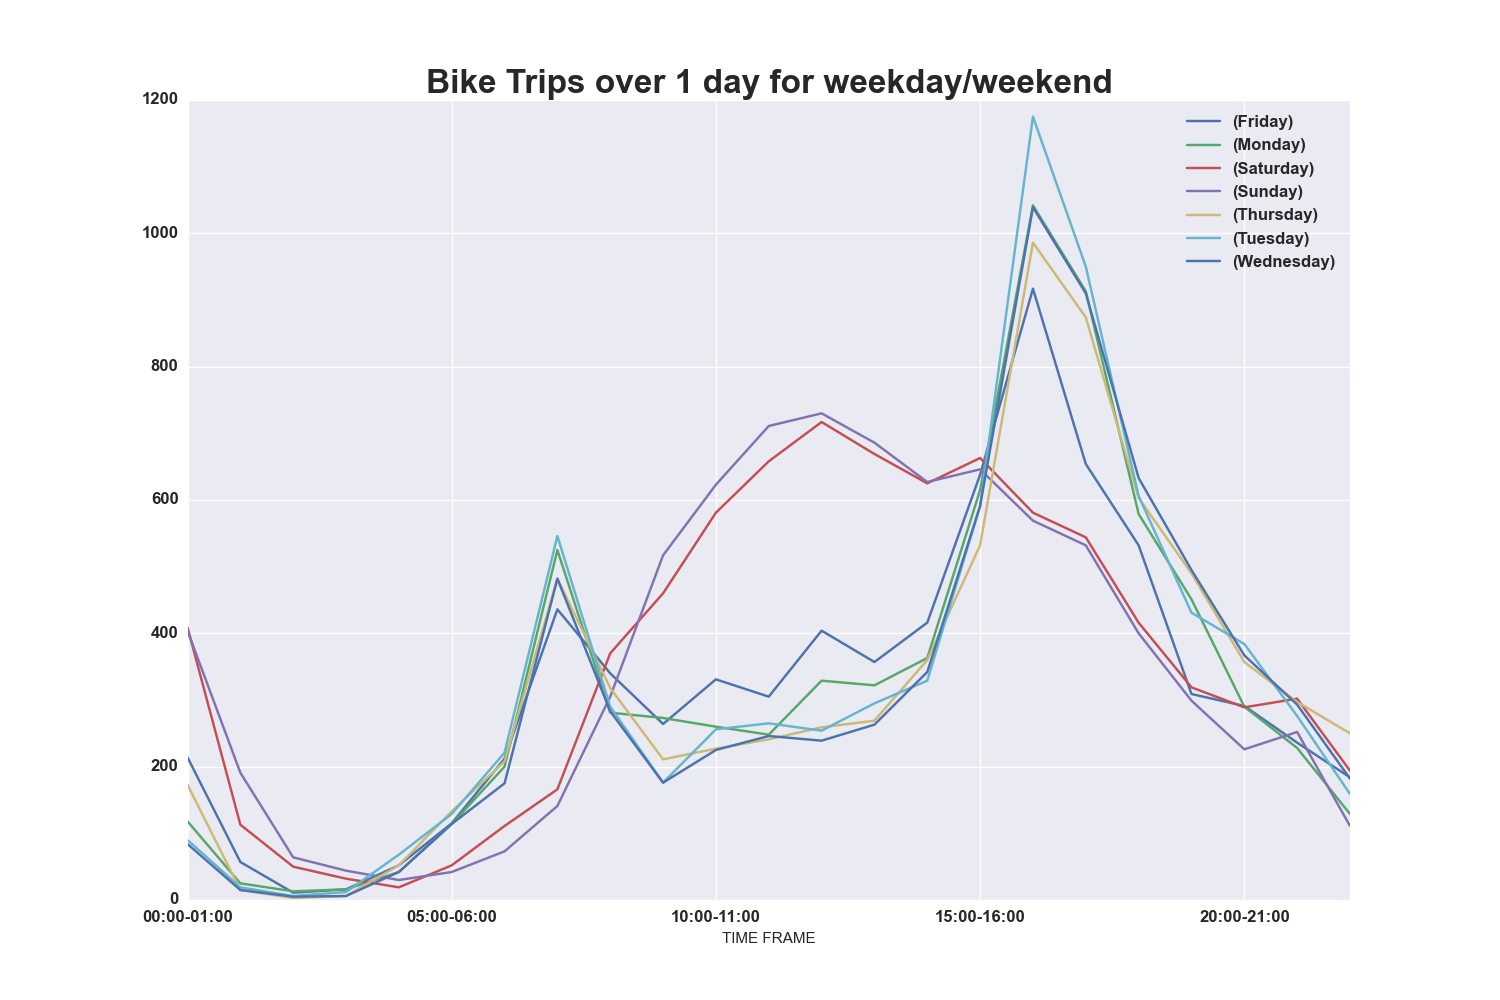 Bike Trips over 1 day for weekday/weekend
1200
1000
800
600
400
200
0
(Friday)
(Monday)
(Saturday)
(Sunday)
(Thursday)
(Tuesday)
(Wednesday)
00:00-01:00
05:00-06:00
10:00-11:00
15:00-16:00
20:00-21:00
TIME FRAME